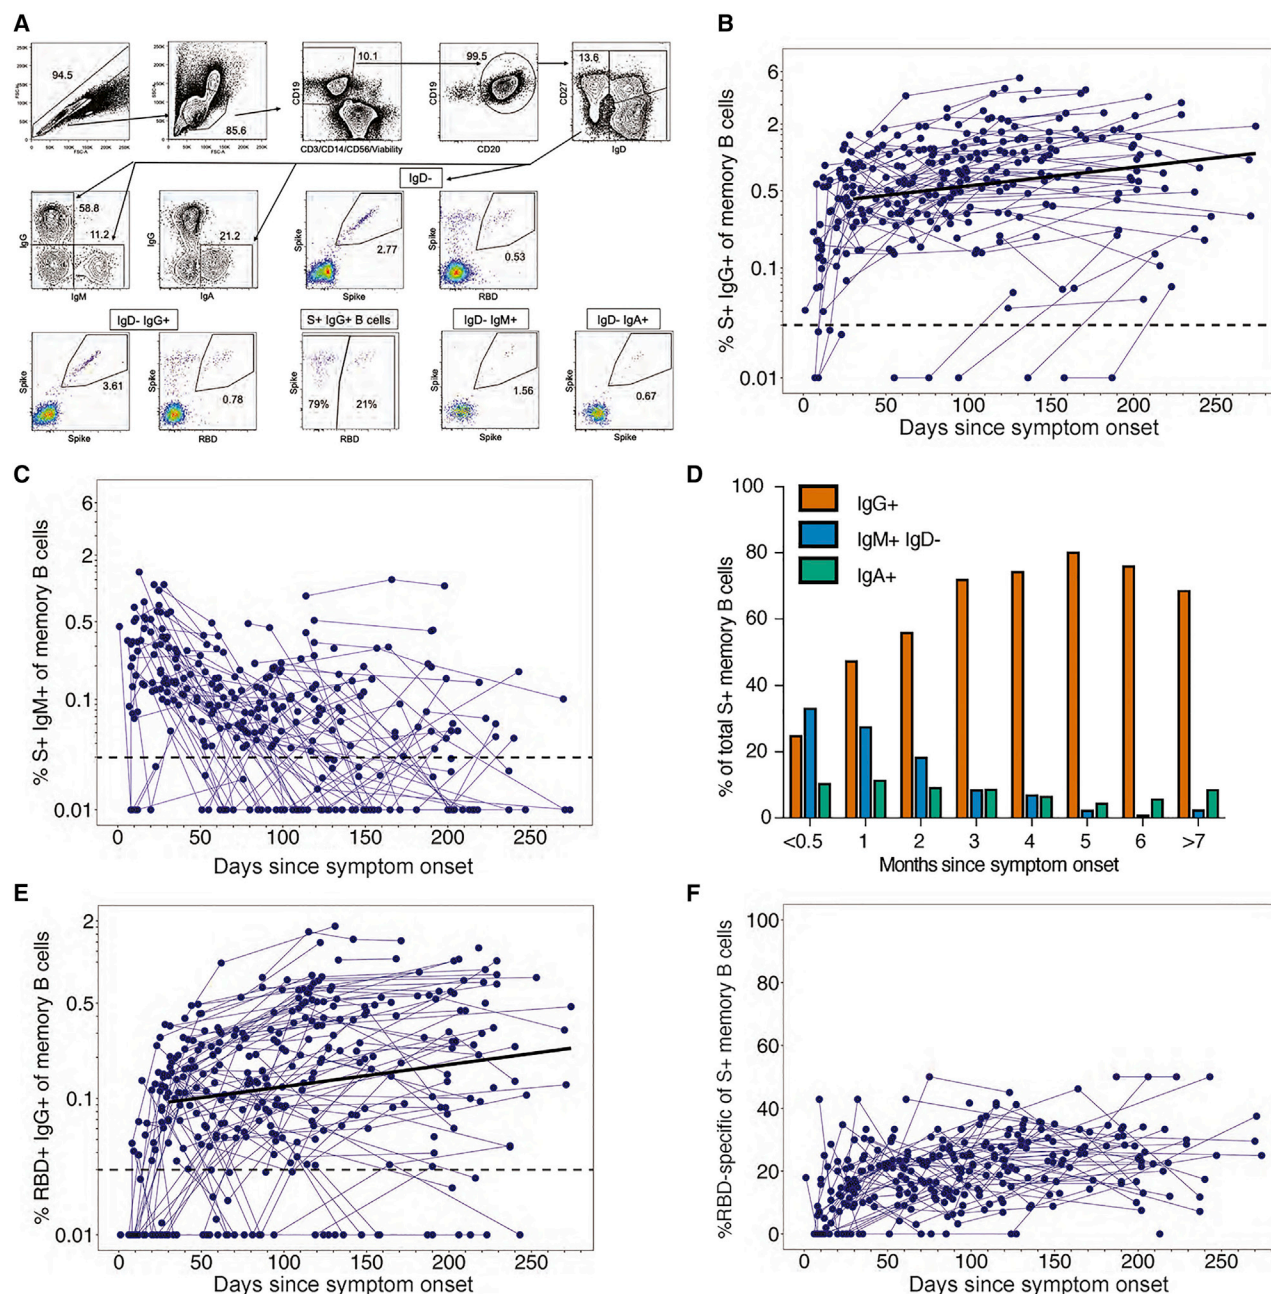 A
94.5
85.6
10.1
CD19
CD3/CD14/CD56/Viability
99.5
CD19
CD20
13.6
CD27
IgD
IgD-
58.8
11.2
IgG
IgM
21.2
IgG
IgA
Spike
2.77
Spike
Spike
0.53
RBD
IgD- IgG+
S+ IgG+ B cells
IgD- IgM+
IgD- IgA+
Spike
3.61
Spike
Spike
0.78
RBD
Spike
79%
21%
RBD
Spike
1.56
Spike
Spike
0.67
Spike
B
% S+ IgG+ of memory B cells
6
2
0.5
0.1
0.01
0 50 100 150 200 250
Days since symptom onset
C
% S+ IgM+ of memory B cells
6
2
0.5
0.1
0.01
0 50 100 150 200 250
Days since symptom onset
D
% of total S+ memory B cells
100
80
60
40
20
0
IgG+
IgM+ IgD-
IgA+
<0.5 1 2 3 4 5 6 >7
Months since symptom onset
E
% RBD+ IgG+ of memory B cells
2
0.5
0.1
0.01
0 50 100 150 200 250
Days since symptom onset
F
%RBD-specific of S+ memory B cells
100
80
60
40
20
0
0 50 100 150 200 250
Days since symptom onset